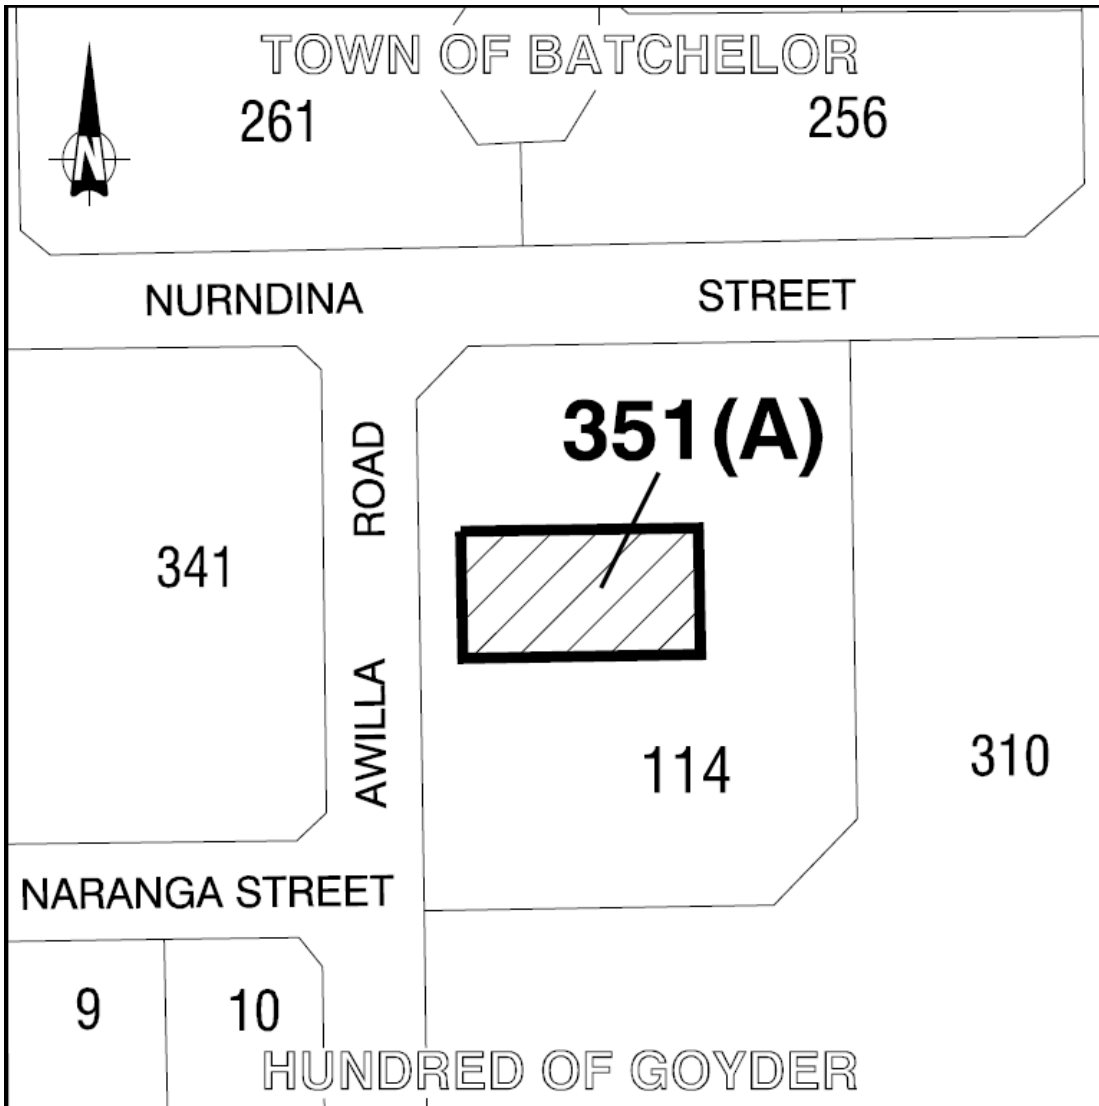 TOWN OF BATCHELOR
261
256
N
NURNDINA STREET
351(A)
AWILLA ROAD
341
114
310
NARANGA STREET
9
10
HUNDRED OF GOYDER